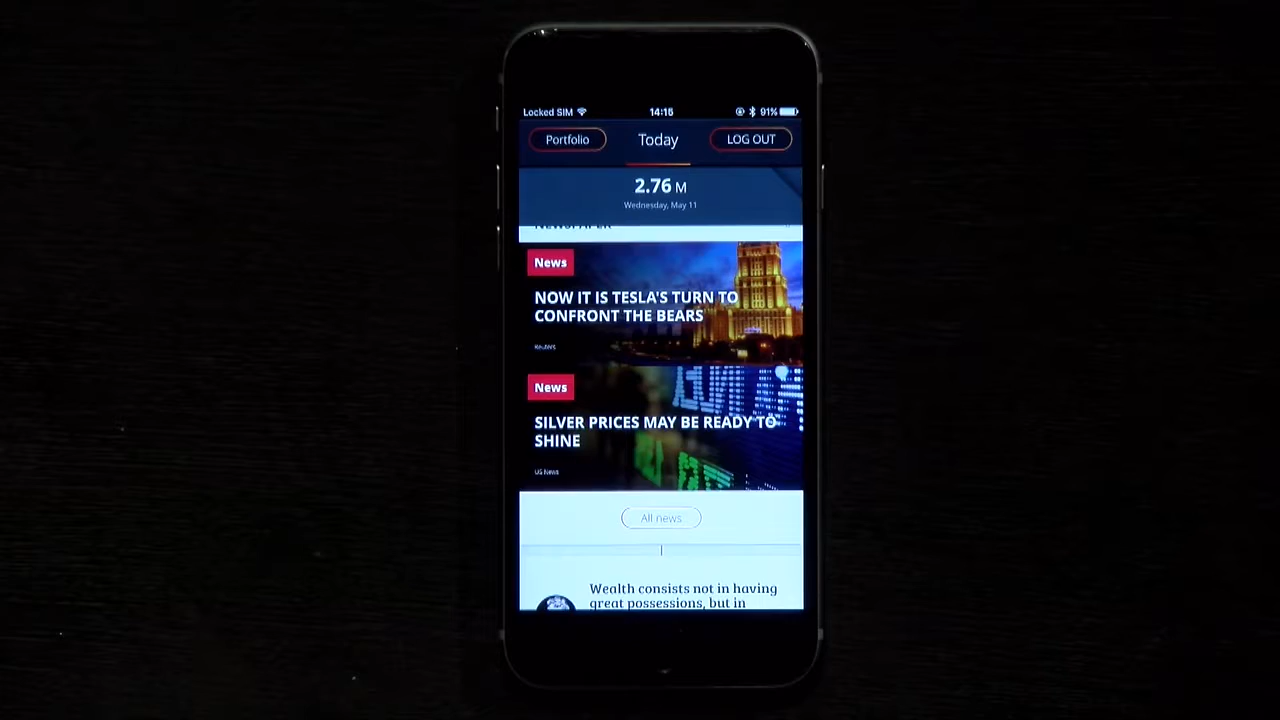 Locked SIM
14:15
91%
Portfolio
Today
LOG OUT
2.76 M
Wednesday, May 11
NEWSPAPER
News
NOW IT IS TESLA'S TURN TO
CONFRONT THE BEARS
Reuters
News
SILVER PRICES MAY BE READY TO
SHINE
US News
All news
Wealth consists not in having
great possessions, but in